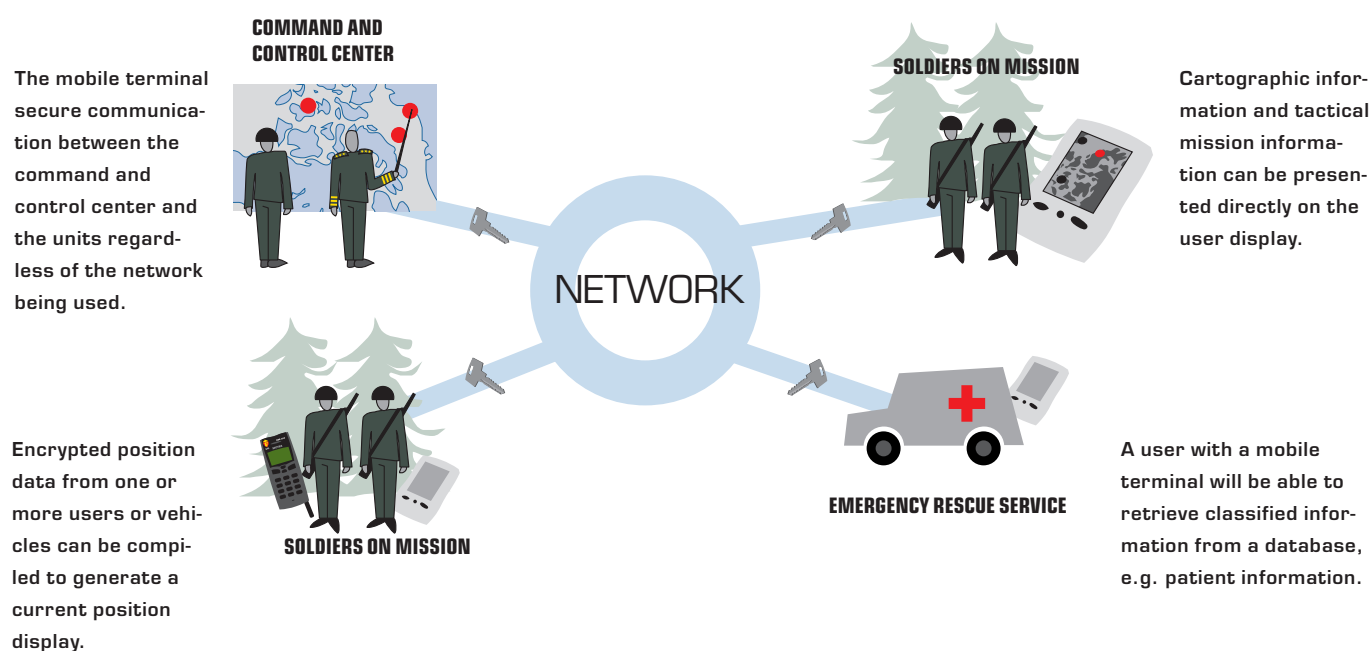 COMMAND AND
CONTROL CENTER
The mobile terminal
secure communica-
tion between the
command and
control center and
the units regard-
less of the network
being used.
SOLDIERS ON MISSION
Cartographic infor-
mation and tactical
mission informa-
tion can be presen-
ted directly on the
user display.
NETWORK
Encrypted position
data from one or
more users or vehi-
cles can be compi-
led to generate a
current position
display.
SOLDIERS ON MISSION
EMERGENCY RESCUE SERVICE
A user with a mobile
terminal will be able to
retrieve classified infor-
mation from a database,
e.g. patient information.